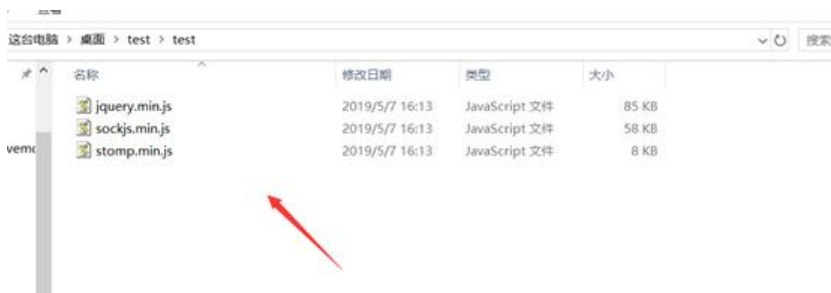 查看
这台电脑 > 桌面 > test > test
搜索
名称 修改日期 类型 大小
jquery.min.js 2019/5/7 16:13 JavaScript 文件 85 KB
sockjs.min.js 2019/5/7 16:13 JavaScript 文件 58 KB
vemo stomp.min.js 2019/5/7 16:13 JavaScript 文件 8 KB